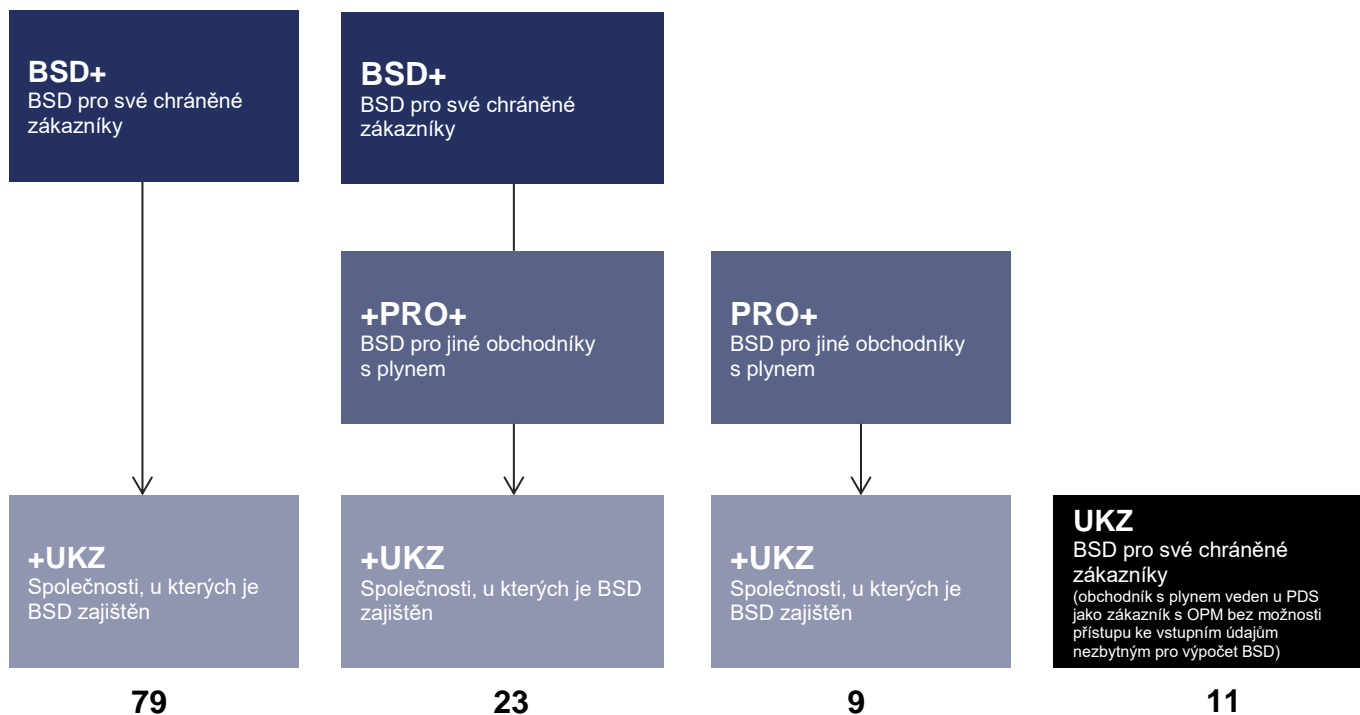 BSD+
BSD pro své chráněné
zákazníky
BSD+
BSD pro své chráněné
zákazníky
+PRO+
BSD pro jiné obchodníky
s plynem
PRO+
BSD pro jiné obchodníky
s plynem
+UKZ
Společnosti, u kterých je
BSD zajištěn
+UKZ
Společnosti, u kterých je BSD
zajištěn
+UKZ
Společnosti, u kterých je
BSD zajištěn
UKZ
BSD pro své chráněné
zákazníky
(obchodník s plynem veden u PDS
jako zákazník s OPM bez možnosti
přístupu ke vstupním údajům
nezbytným pro výpočet BSD)
79
23
9
11